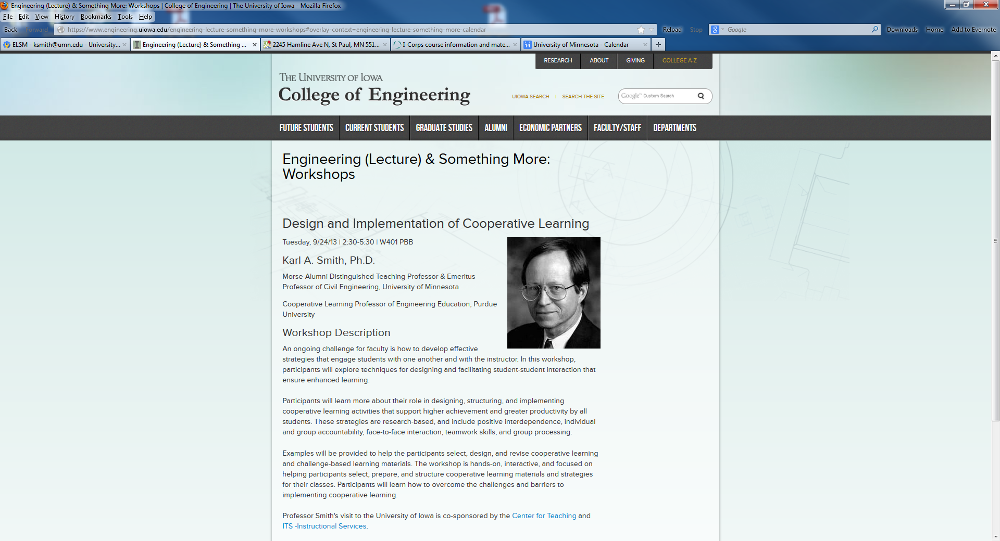 Engineering (Lecture) & Something More: Workshops | College of Engineering | The University of Iowa - Mozilla Firefox
File Edit View History Bookmarks Tools Help
Back Forward https://www.engineering.uiowa.edu/engineering-lecture-something-more-workshops#overlay-context=engineering-lecture-something-more-calendar Reload Stop Google Downloads Home Add to Evernote
ELSM - ksmith@umn.edu - University... Engineering (Lecture) & Something ... 2245 Hamline Ave N, St Paul, MN 551... I-Corps course information and mate... 14 University of Minnesota - Calendar
RESEARCH ABOUT GIVING COLLEGE A-Z
THE UNIVERSITY OF IOWA
College of Engineering
UIOWA SEARCH | SEARCH THE SITE Google™ Custom Search
FUTURE STUDENTS CURRENT STUDENTS GRADUATE STUDIES ALUMNI ECONOMIC PARTNERS FACULTY/STAFF DEPARTMENTS
Engineering (Lecture) & Something More:
Workshops
Design and Implementation of Cooperative Learning
Tuesday, 9/24/13 | 2:30-5:30 | W401 PBB
Karl A. Smith, Ph.D.
Morse-Alumni Distinguished Teaching Professor & Emeritus
Professor of Civil Engineering, University of Minnesota
Cooperative Learning Professor of Engineering Education, Purdue
University
Workshop Description
An ongoing challenge for faculty is how to develop effective
strategies that engage students with one another and with the instructor. In this workshop,
participants will explore techniques for designing and facilitating student-student interaction that
ensure enhanced learning.
Participants will learn more about their role in designing, structuring, and implementing
cooperative learning activities that support higher achievement and greater productivity by all
students. These strategies are research-based, and include positive interdependence, individual
and group accountability, face-to-face interaction, teamwork skills, and group processing.
Examples will be provided to help the participants select, design, and revise cooperative learning
and challenge-based learning materials. The workshop is hands-on, interactive, and focused on
helping participants select, prepare, and structure cooperative learning materials and strategies
for their classes. Participants will learn how to overcome the challenges and barriers to
implementing cooperative learning.
Professor Smith's visit to the University of Iowa is co-sponsored by the Center for Teaching and
ITS -Instructional Services.